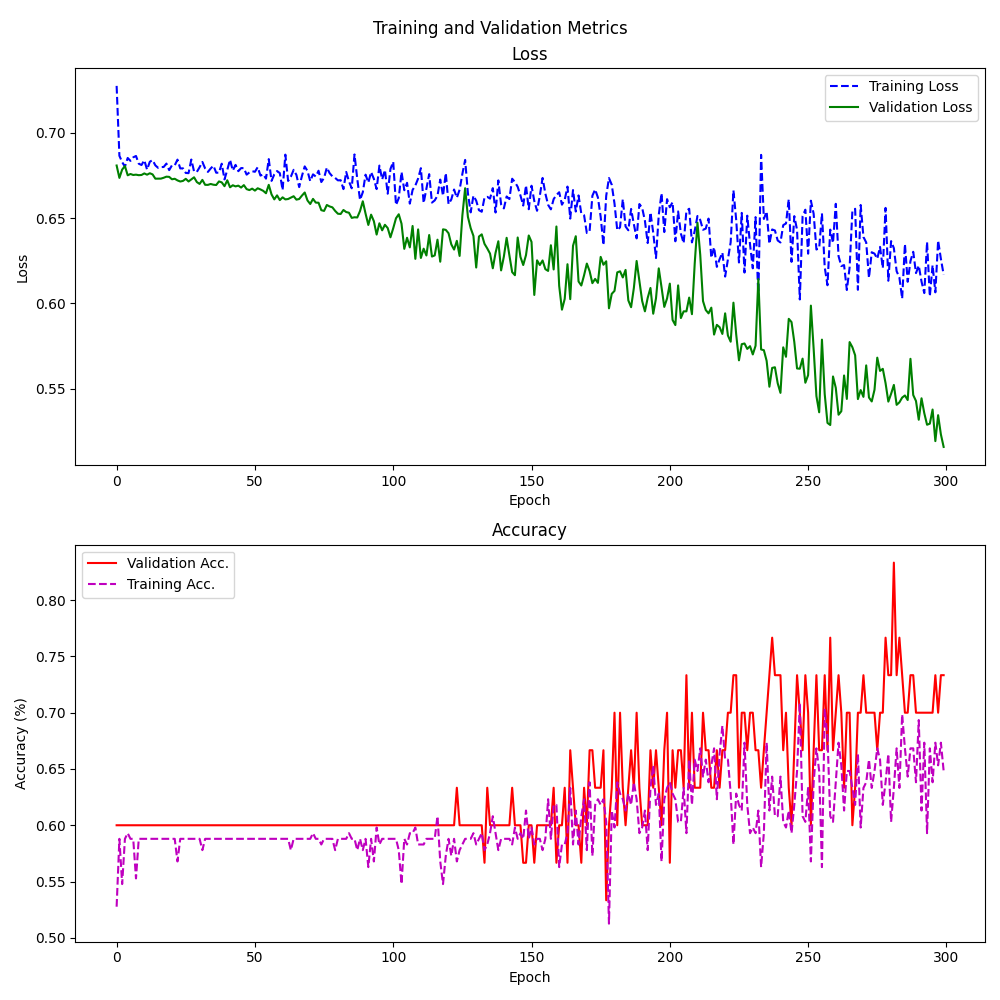 Training and Validation Metrics
Loss
Training Loss
Validation Loss
Loss
0.70
0.65
0.60
0.55
0 50 100 150 200 250 300
Epoch
Accuracy
Validation Acc.
Training Acc.
Accuracy (%)
0.80
0.75
0.70
0.65
0.60
0.55
0.50
0 50 100 150 200 250 300
Epoch